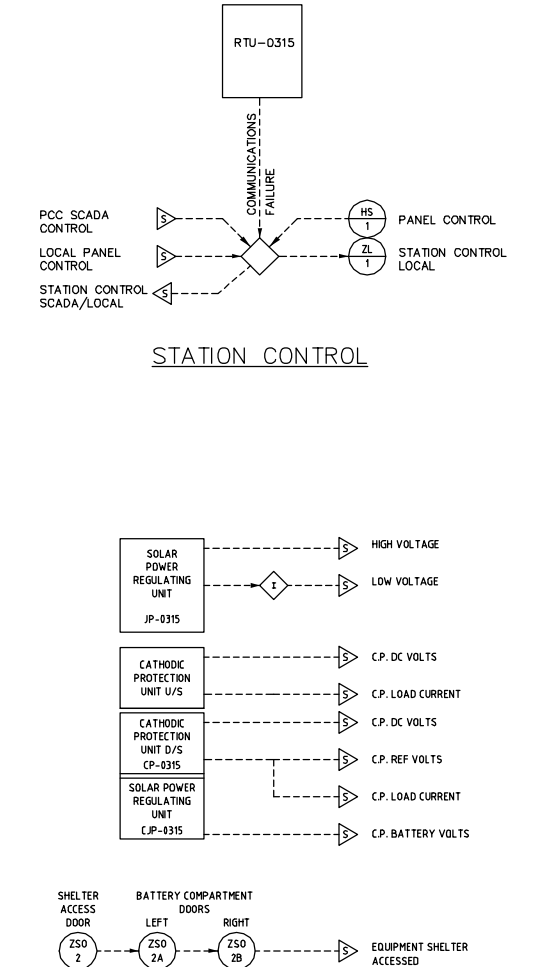 RTU-0315
COMMUNICATIONS
FAILURE
PCC SCADA
CONTROL
S
HS
1
PANEL CONTROL
LOCAL PANEL
CONTROL
S
ZL
1
STATION CONTROL
LOCAL
STATION CONTROL
SCADA/LOCAL
S
STATION CONTROL
SOLAR
POWER
REGULATING
UNIT
JP-0315
S
HIGH VOLTAGE
I
S
LOW VOLTAGE
CATHODIC
PROTECTION
UNIT U/S
S
C.P. DC VOLTS
S
C.P. LOAD CURRENT
CATHODIC
PROTECTION
UNIT D/S
CP-0315
S
C.P. DC VOLTS
S
C.P. REF VOLTS
SOLAR POWER
REGULATING
UNIT
CJP-0315
S
C.P. LOAD CURRENT
S
C.P. BATTERY VOLTS
SHELTER
ACCESS
DOOR
BATTERY COMPARTMENT
DOORS
LEFT
RIGHT
ZSO
2
ZSO
2A
ZSO
2B
S
EQUIPMENT SHELTER
ACCESSED